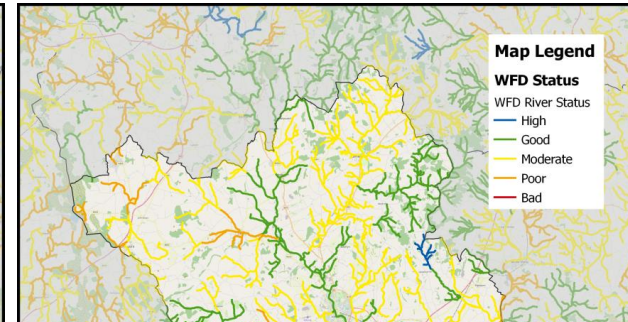 Map Legend
WFD Status
WFD River Status
High
Good
Moderate
Poor
Bad